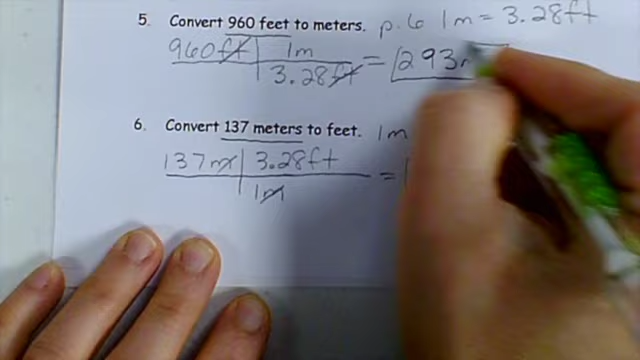 5. Convert 960 feet to meters. p. 6 1m = 3.28ft
960ft | 1m = 293m
3.28ft
6. Convert 137 meters to feet. 1m
137m | 3.28ft =
1m